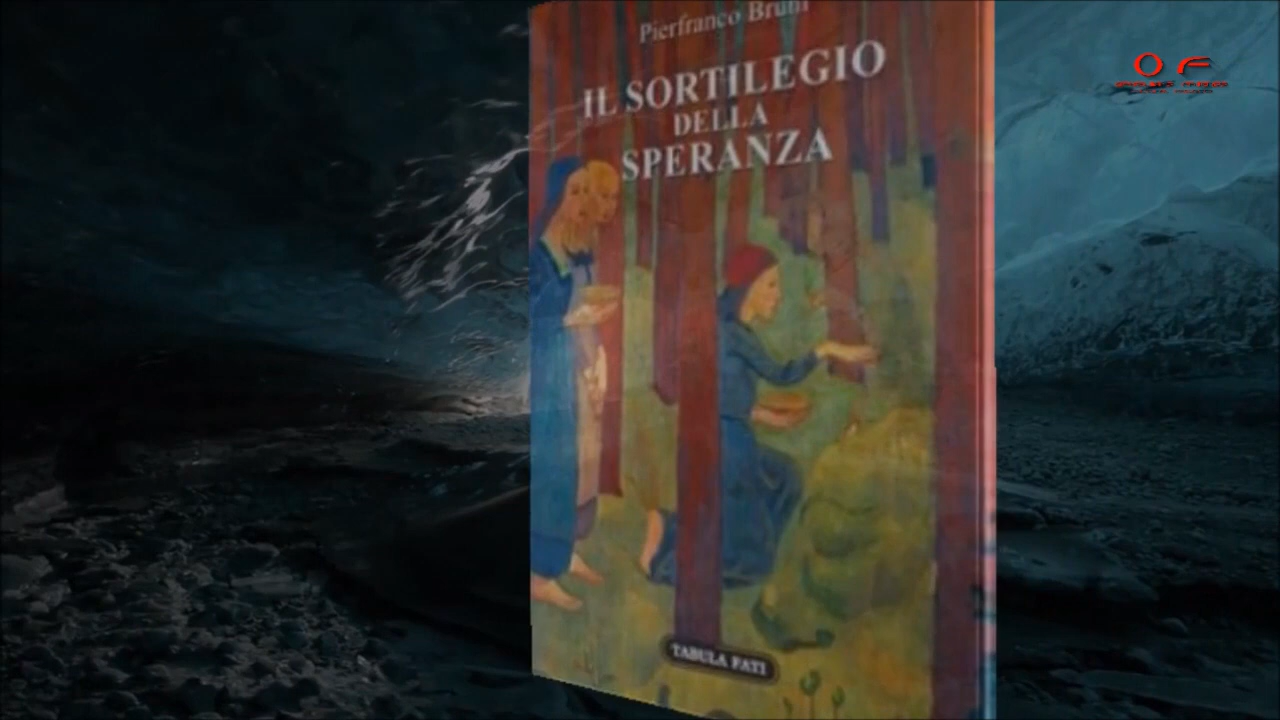 Pierfranco Bruni
IL SORTILEGIO
DELLA
SPERANZA
TABULA FATI
O F